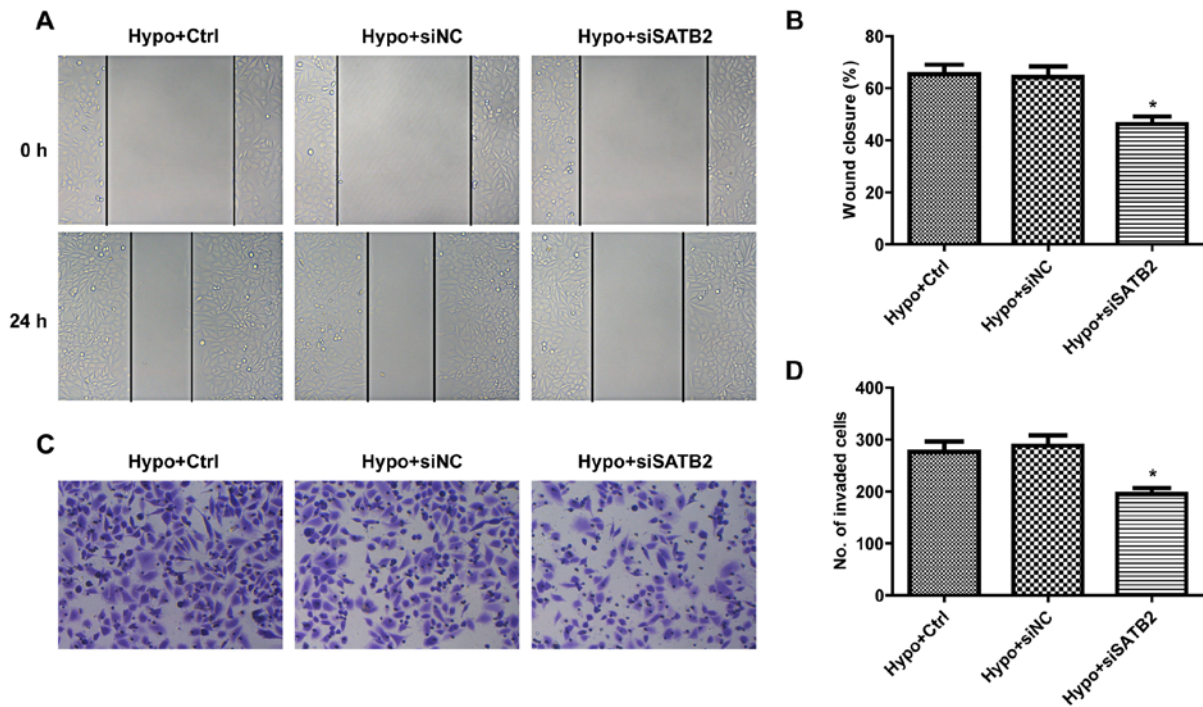 A
Hypo+Ctrl
Hypo+siNC
Hypo+siSATB2
0 h
24 h
B
Wound closure (%)
80
60
40
20
0
*
Hypo+Ctrl
Hypo+siNC
Hypo+siSATB2
C
Hypo+Ctrl
Hypo+siNC
Hypo+siSATB2
D
No. of invaded cells
400
300
200
100
0
*
Hypo+Ctrl
Hypo+siNC
Hypo+siSATB2